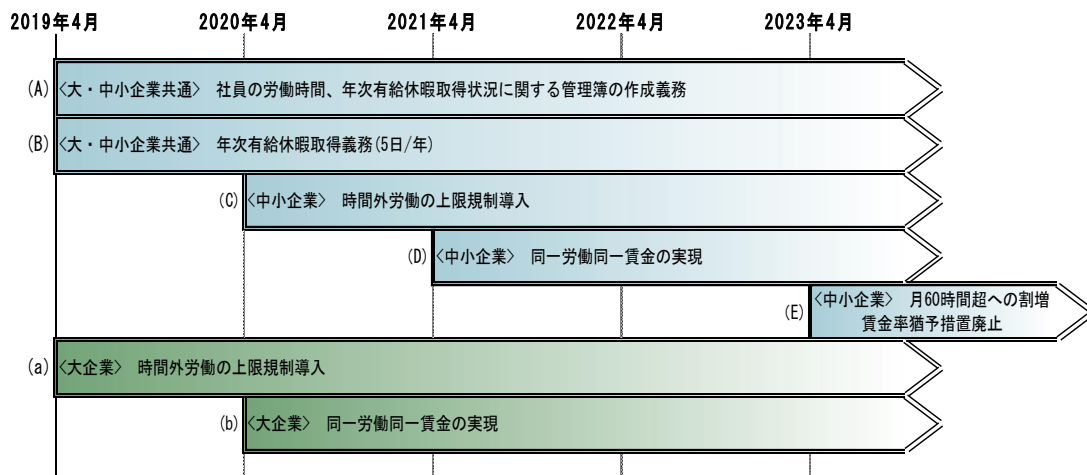 2019年4月 2020年4月 2021年4月 2022年4月 2023年4月
(A) <大・中小企業共通> 社員の労働時間、年次有給休暇取得状況に関する管理簿の作成義務
(B) <大・中小企業共通> 年次有給休暇取得義務(5日/年)
(C) <中小企業> 時間外労働の上限規制導入
(D) <中小企業> 同一労働同一賃金の実現
(E) <中小企業> 月60時間超への割増
賃金率猶予措置廃止
(a) <大企業> 時間外労働の上限規制導入
(b) <大企業> 同一労働同一賃金の実現